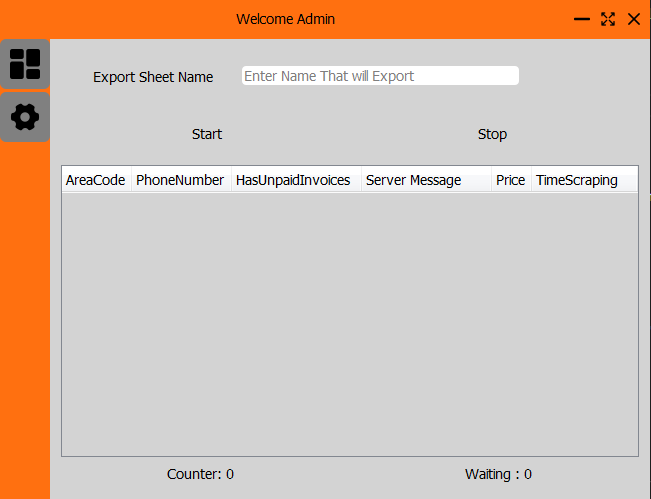 Welcome Admin
Export Sheet Name Enter Name That will Export
Start Stop
AreaCode PhoneNumber HasUnpaidInvoices Server Message Price TimeScraping
Counter: 0 Waiting : 0